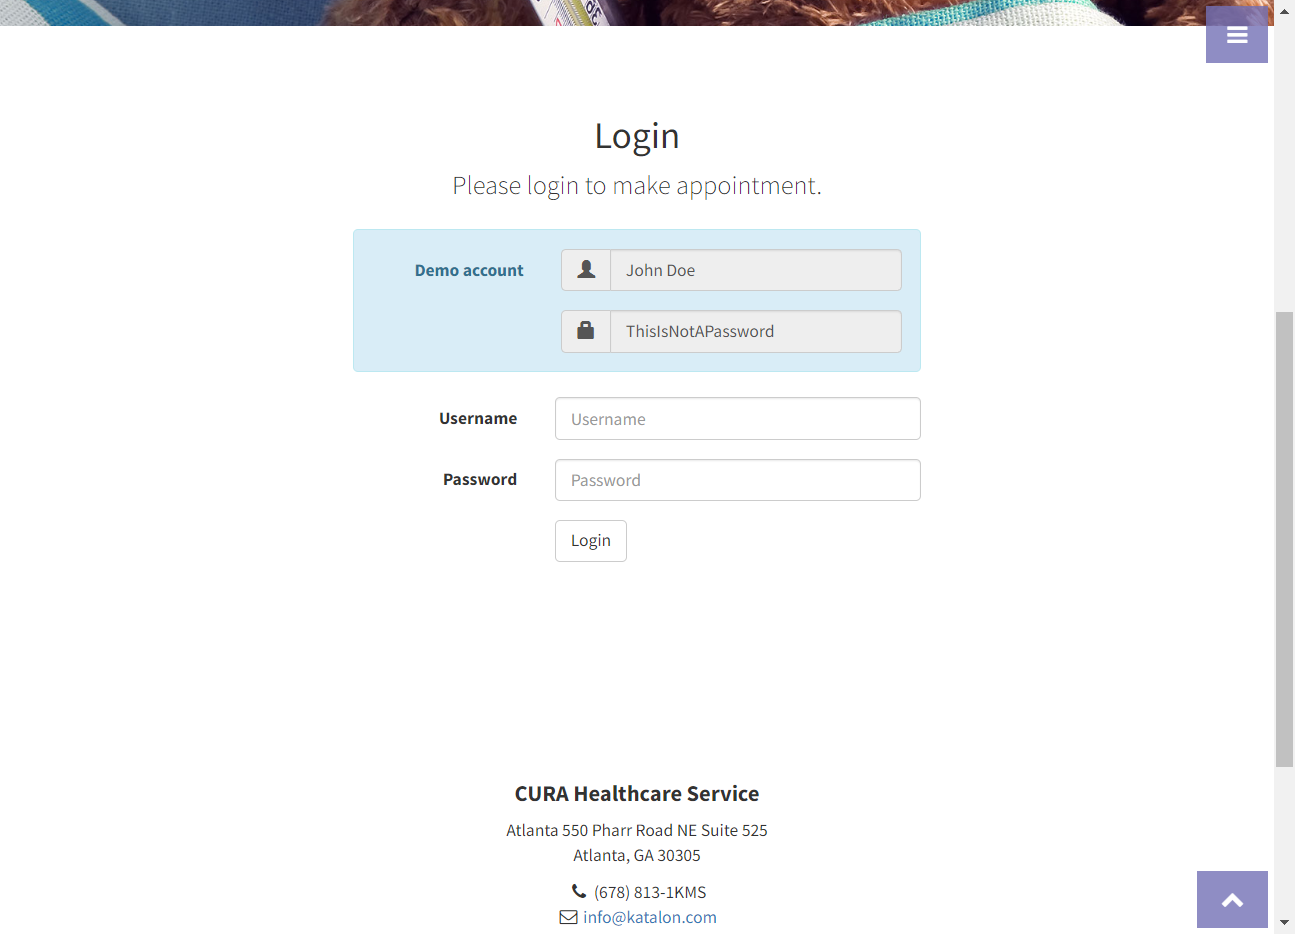 Login
Please login to make appointment.
Demo account
John Doe
ThisIsNotAPassword
Username
Username
Password
Password
Login
CURA Healthcare Service
Atlanta 550 Pharr Road NE Suite 525
Atlanta, GA 30305
(678) 813-1KMS
info@katalon.com